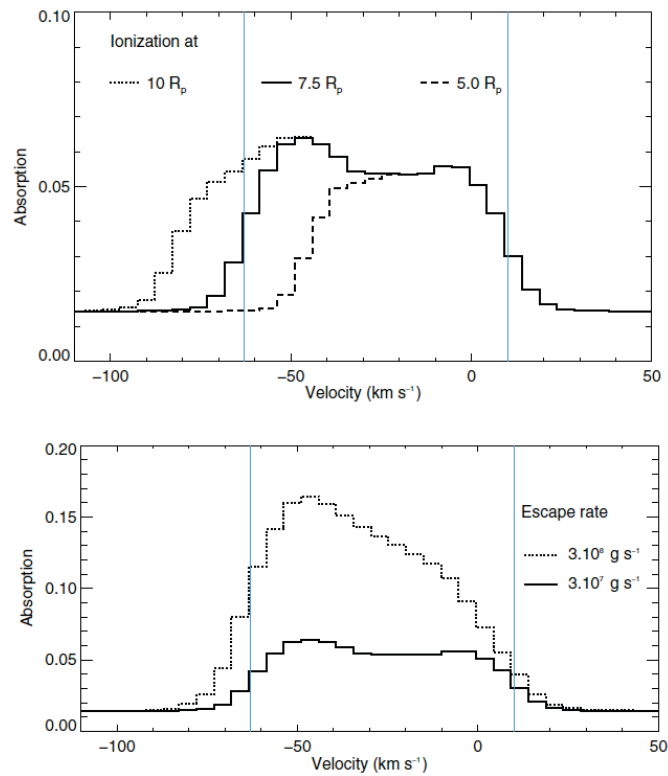 0.10
Ionization at
10 Rₚ 7.5 Rₚ 5.0 Rₚ
Absorption
0.05
0.00
−100 −50 0 50
Velocity (km s⁻¹)
0.20
Escape rate
0.15
3.10⁸ g s⁻¹
3.10⁷ g s⁻¹
Absorption
0.10
0.05
0.00
−100 −50 0 50
Velocity (km s⁻¹)